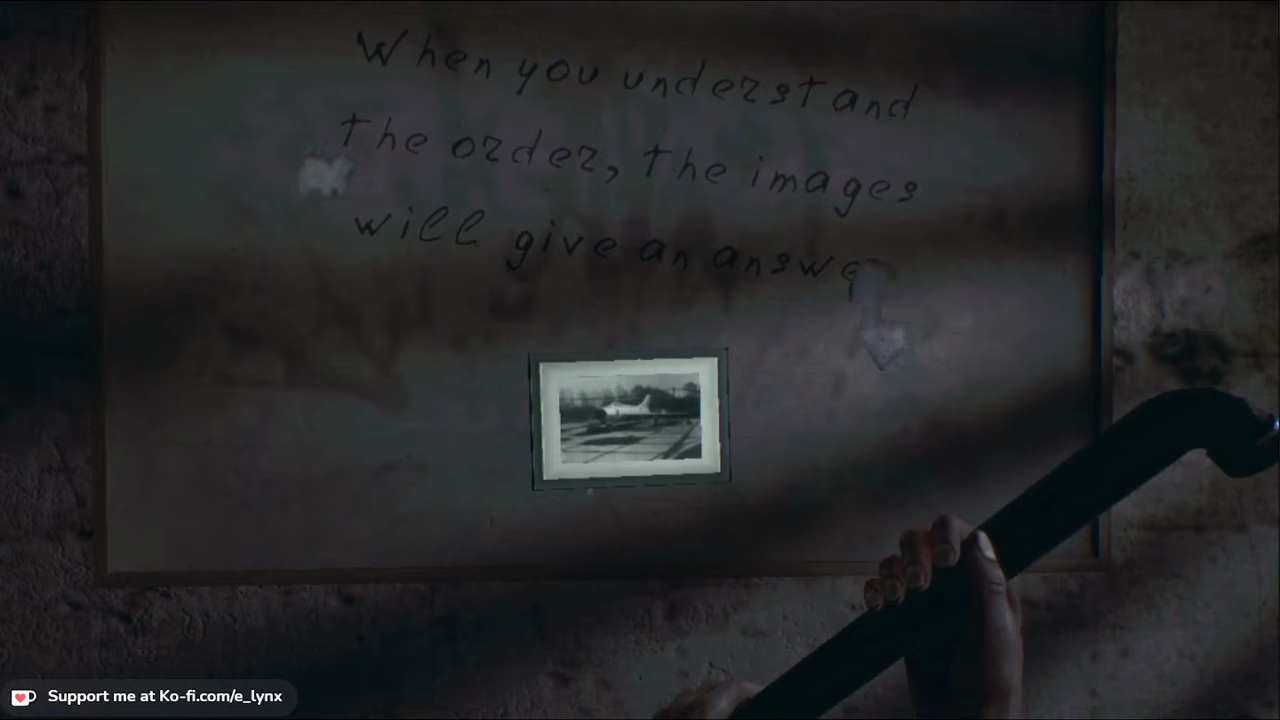 When you understand
the order, the images
will give an answe
Support me at Ko-fi.com/e_lynx